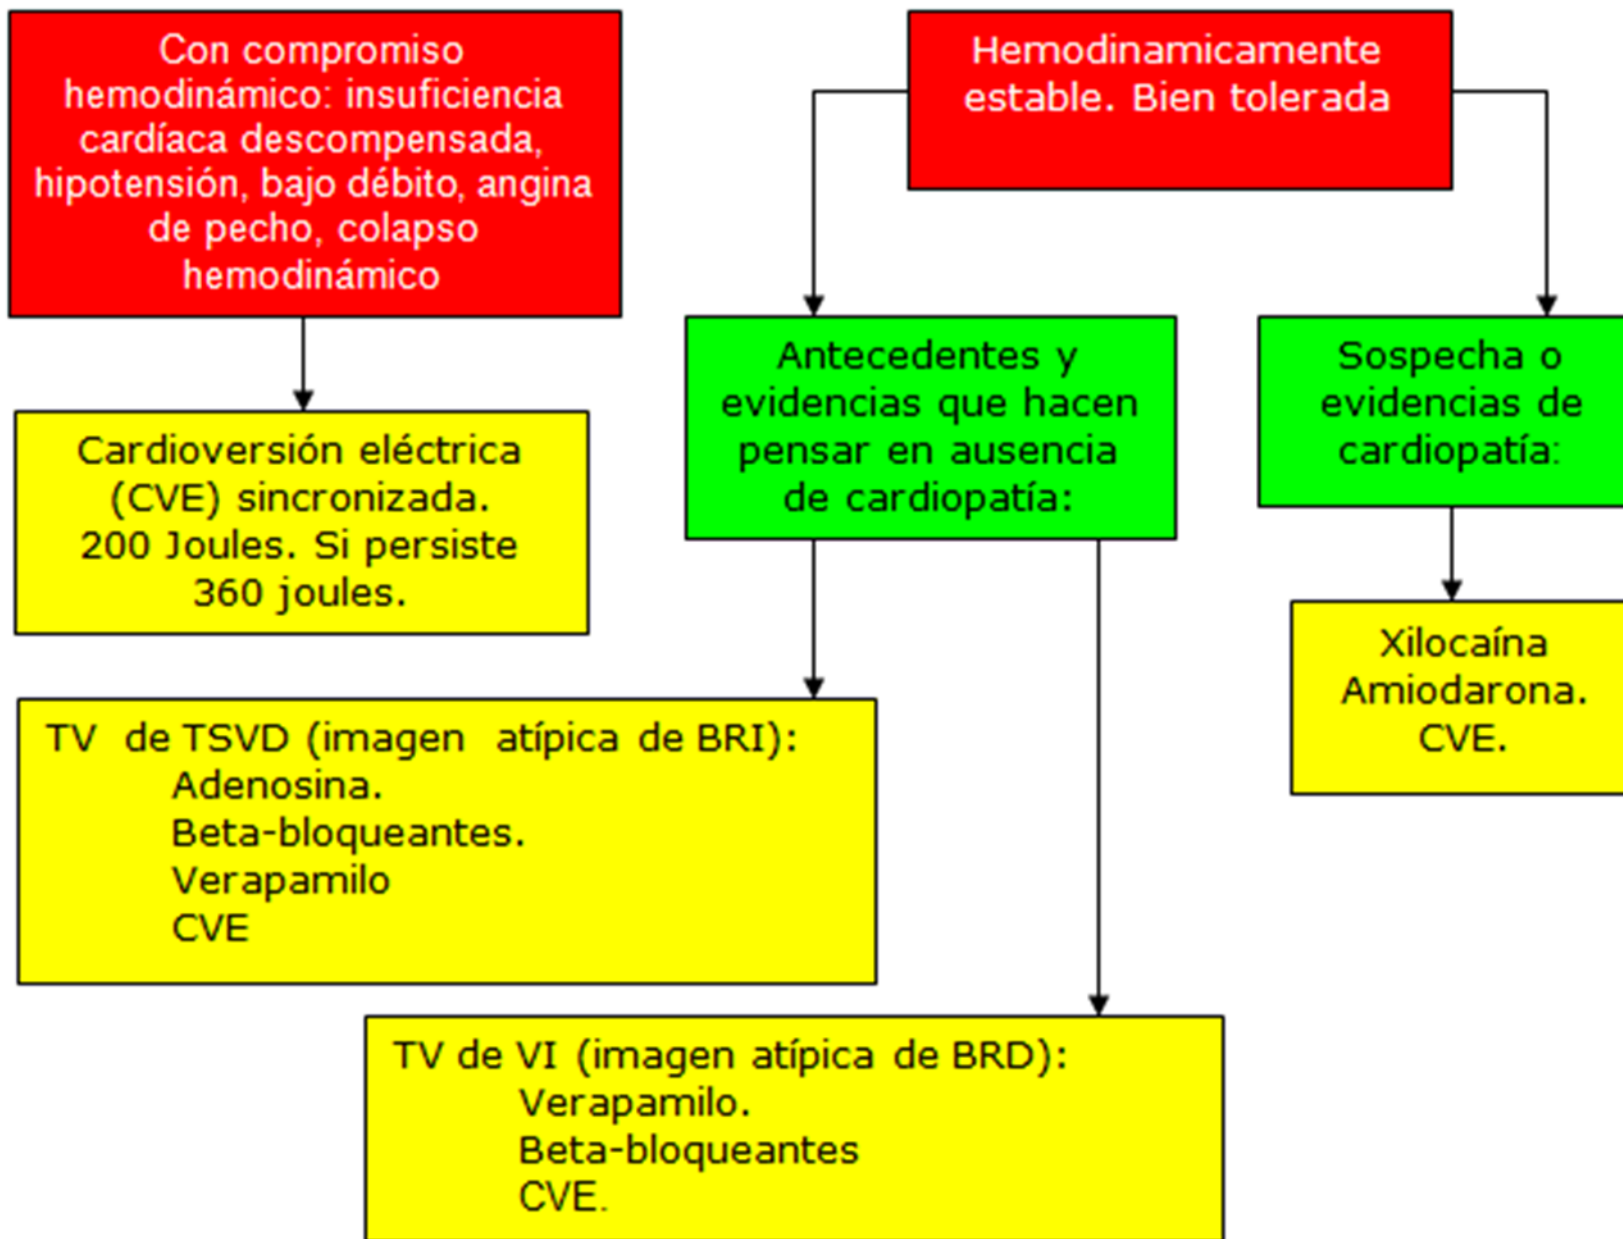 Con compromiso
hemodinámico: insuficiencia
cardíaca descompensada,
hipotensión, bajo débito, angina
de pecho, colapso
hemodinámico
Hemodinamicamente
estable. Bien tolerada
Cardioversión eléctrica
(CVE) sincronizada.
200 Joules. Si persiste
360 joules.
Antecedentes y
evidencias que hacen
pensar en ausencia
de cardiopatía:
Sospecha o
evidencias de
cardiopatía:
Xilocaína
Amiodarona.
CVE.
TV de TSVD (imagen atípica de BRI):
Adenosina.
Beta-bloqueantes.
Verapamilo
CVE
TV de VI (imagen atípica de BRD):
Verapamilo.
Beta-bloqueantes
CVE.